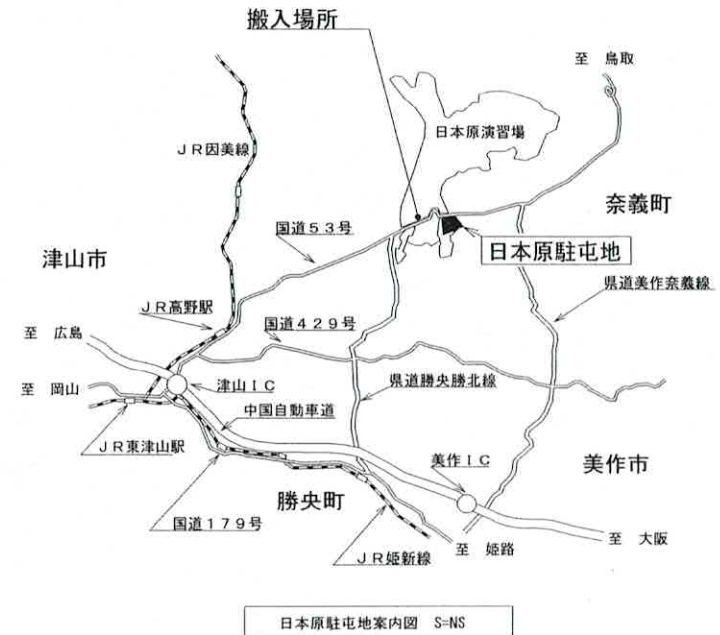 搬入場所
至 鳥取
日本原演習場
JR因美線
奈義町
国道53号
日本原駐屯地
津山市
県道美作奈義線
JR高野駅
国道429号
至 広島
至 岡山
津山IC
県道勝央勝北線
中国自動車道
JR東津山駅
美作IC
美作市
勝央町
国道179号
至 大阪
至 姫路
JR姫新線
日本原駐屯地案内図 S=NS